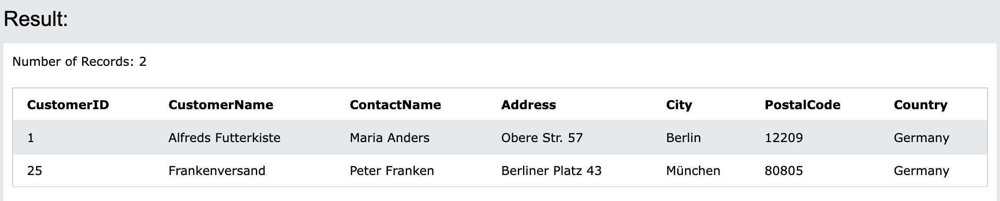 Result:
Number of Records: 2
CustomerID CustomerName ContactName Address City PostalCode Country
1 Alfreds Futterkiste Maria Anders Obere Str. 57 Berlin 12209 Germany
25 Frankenversand Peter Franken Berliner Platz 43 München 80805 Germany